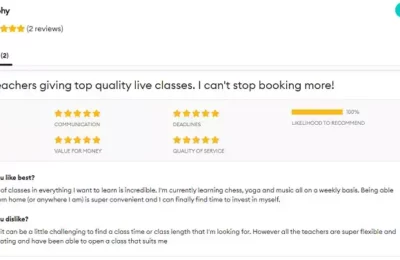 phy
(2 reviews)
(2)
eachers giving top quality live classes. I can't stop booking more!
COMMUNICATION
DEADLINES
100%
LIKELIHOOD TO RECOMMEND
VALUE FOR MONEY
QUALITY OF SERVICE
u like best?
of classes in everything I want to learn is incredible. I'm currently learning chess, yoga and music all on a weekly basis. Being able
om home (or anywhere I am) is super convenient and I can finally find time to invest in myself.
u dislike?
it can be a little challenging to find a class time or class length that I'm looking for. However all the teachers are super flexible and
ating and have been able to open a class that suits me